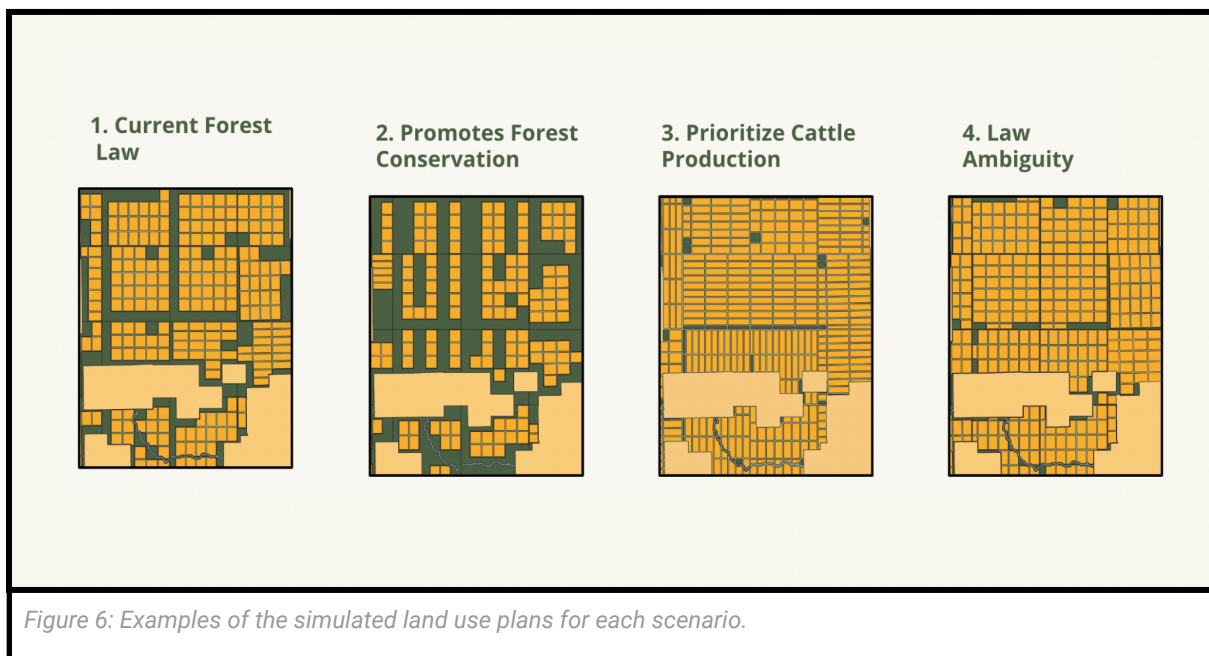 1. Current Forest
Law
2. Promotes Forest
Conservation
3. Prioritize Cattle
Production
4. Law
Ambiguity
Figure 6: Examples of the simulated land use plans for each scenario.